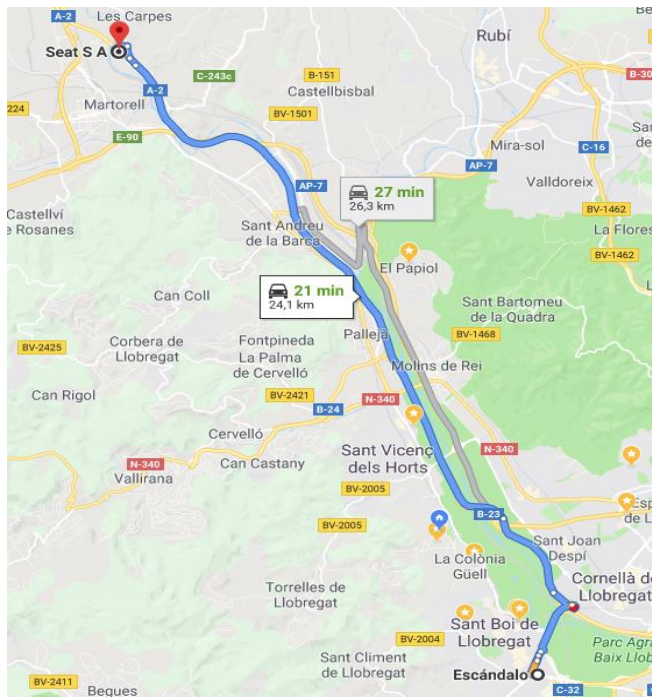 Les Carpes
A-2
Seat S A
C-243c
B-151
Castellbisbal
Rubí
A-2
Martorell
224
BV-1501
E-90
C-16
Mira-sol
AP-7
Valldoreix
AP-7
27 min
26,3 km
BV-1462
Castellví
de Rosanes
La Flores
Sant Andreu
de la Barca
BV-1462
El Papiol
21 min
24,1 km
Can Coll
Sant Bartomeu
de la Quadra
Corbera de
Llobregat
Fontpineda
Pallejà
BV-1468
BV-2425
La Palma
de Cervelló
Molins de Rei
Can Rigol
BV-2421
N-340
B-24
Cervelló
Sant Vicenç
dels Horts
N-340
N-340
Vallirana
Can Castany
BV-2005
B-23
BV-2005
Sant Joan
Despí
La Colònia
Güell
Cornellà de
Llobregat
Torrelles de
Llobregat
Sant Boi de
Llobregat
BV-2004
Parc Agra
Baix Llob
Sant Climent
de Llobregat
Escándalo
BV-2411
Begues
C-32